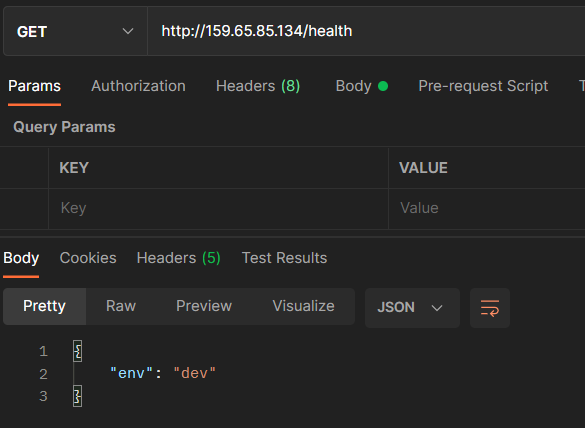 GET http://159.65.85.134/health
Params Authorization Headers (8) Body Pre-request Script T
Query Params
KEY VALUE
Key Value
Body Cookies Headers (5) Test Results
Pretty Raw Preview Visualize JSON
1 {
2 "env": "dev"
3 }